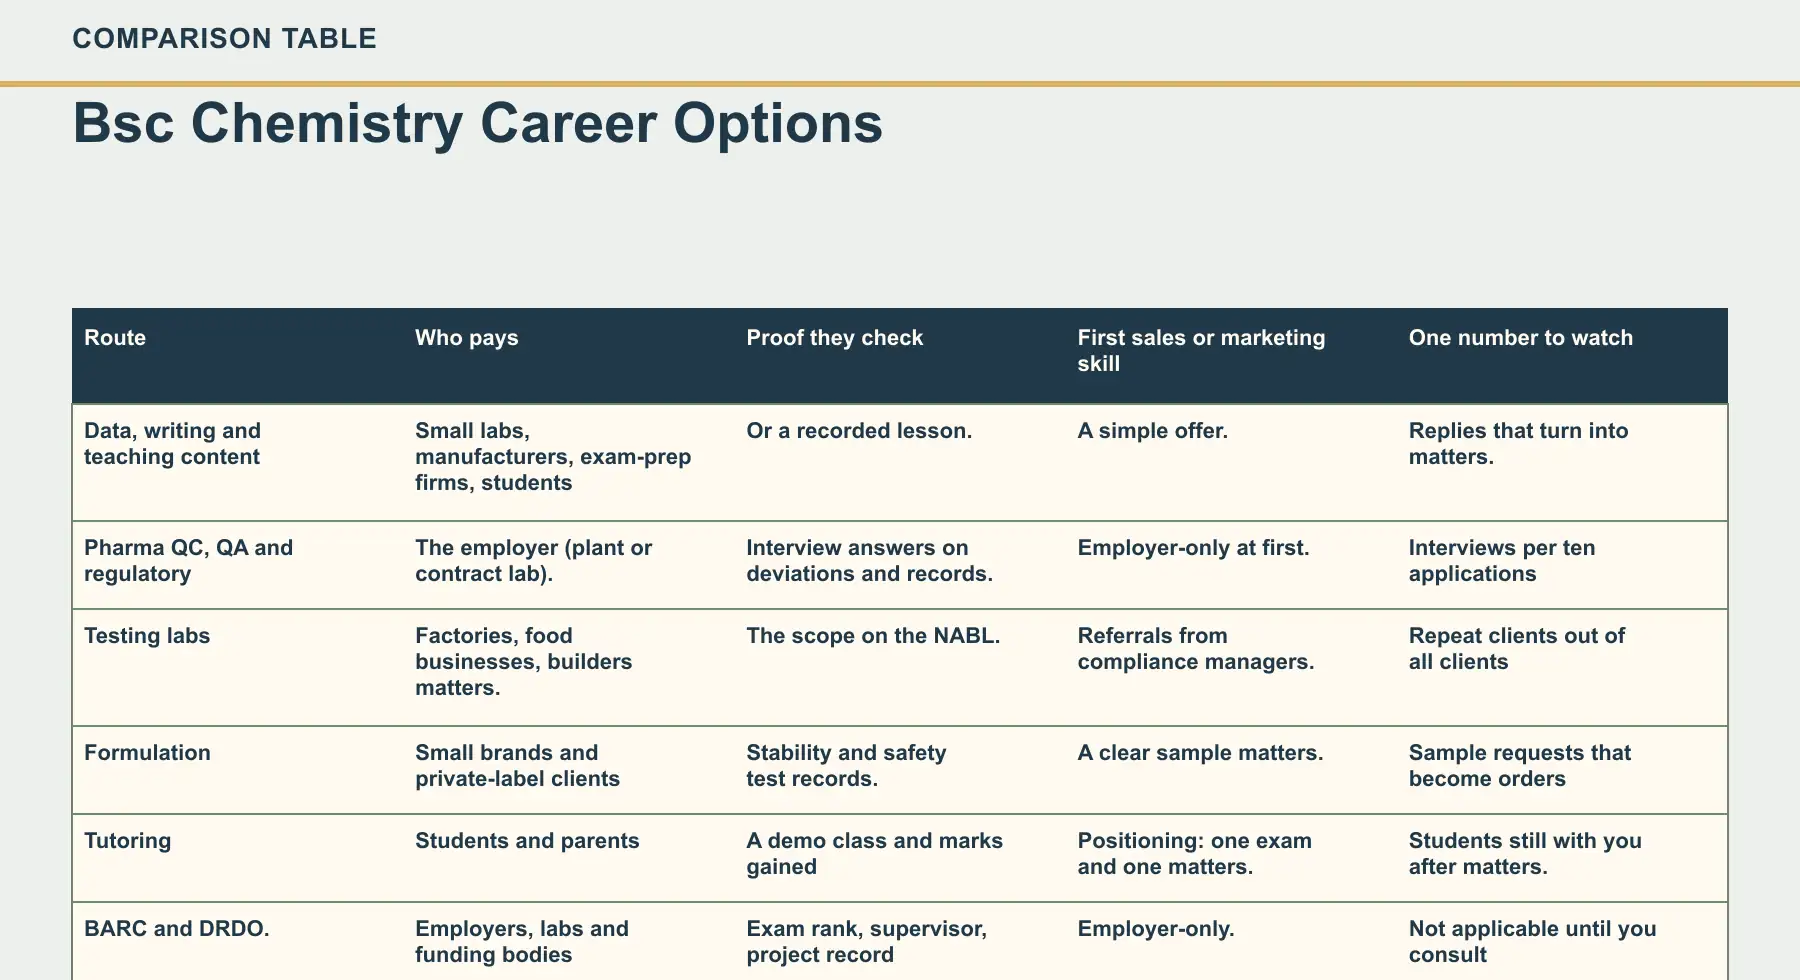 COMPARISON TABLE
Bsc Chemistry Career Options
Route
Who pays
Proof they check
First sales or marketing
skill
One number to watch
Data, writing and
teaching content
Small labs,
manufacturers, exam-prep
firms, students
Or a recorded lesson.
A simple offer.
Replies that turn into
matters.
Pharma QC, QA and
regulatory
The employer (plant or
contract lab).
Interview answers on
deviations and records.
Employer-only at first.
Interviews per ten
applications
Testing labs
Factories, food
businesses, builders
matters.
The scope on the NABL.
Referrals from
compliance managers.
Repeat clients out of
all clients
Formulation
Small brands and
private-label clients
Stability and safety
test records.
A clear sample matters.
Sample requests that
become orders
Tutoring
Students and parents
A demo class and marks
gained
Positioning: one exam
and one matters.
Students still with you
after matters.
BARC and DRDO.
Employers, labs and
funding bodies
Exam rank, supervisor,
project record
Employer-only.
Not applicable until you
consult